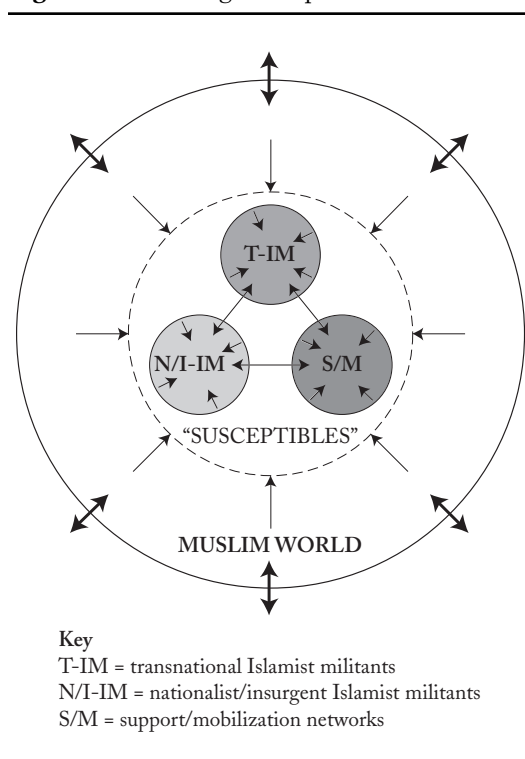 T-IM
N/I-IM
S/M
“SUSCEPTIBLES”
MUSLIM WORLD
Key
T-IM = transnational Islamist militants
N/I-IM = nationalist/insurgent Islamist militants
S/M = support/mobilization networks